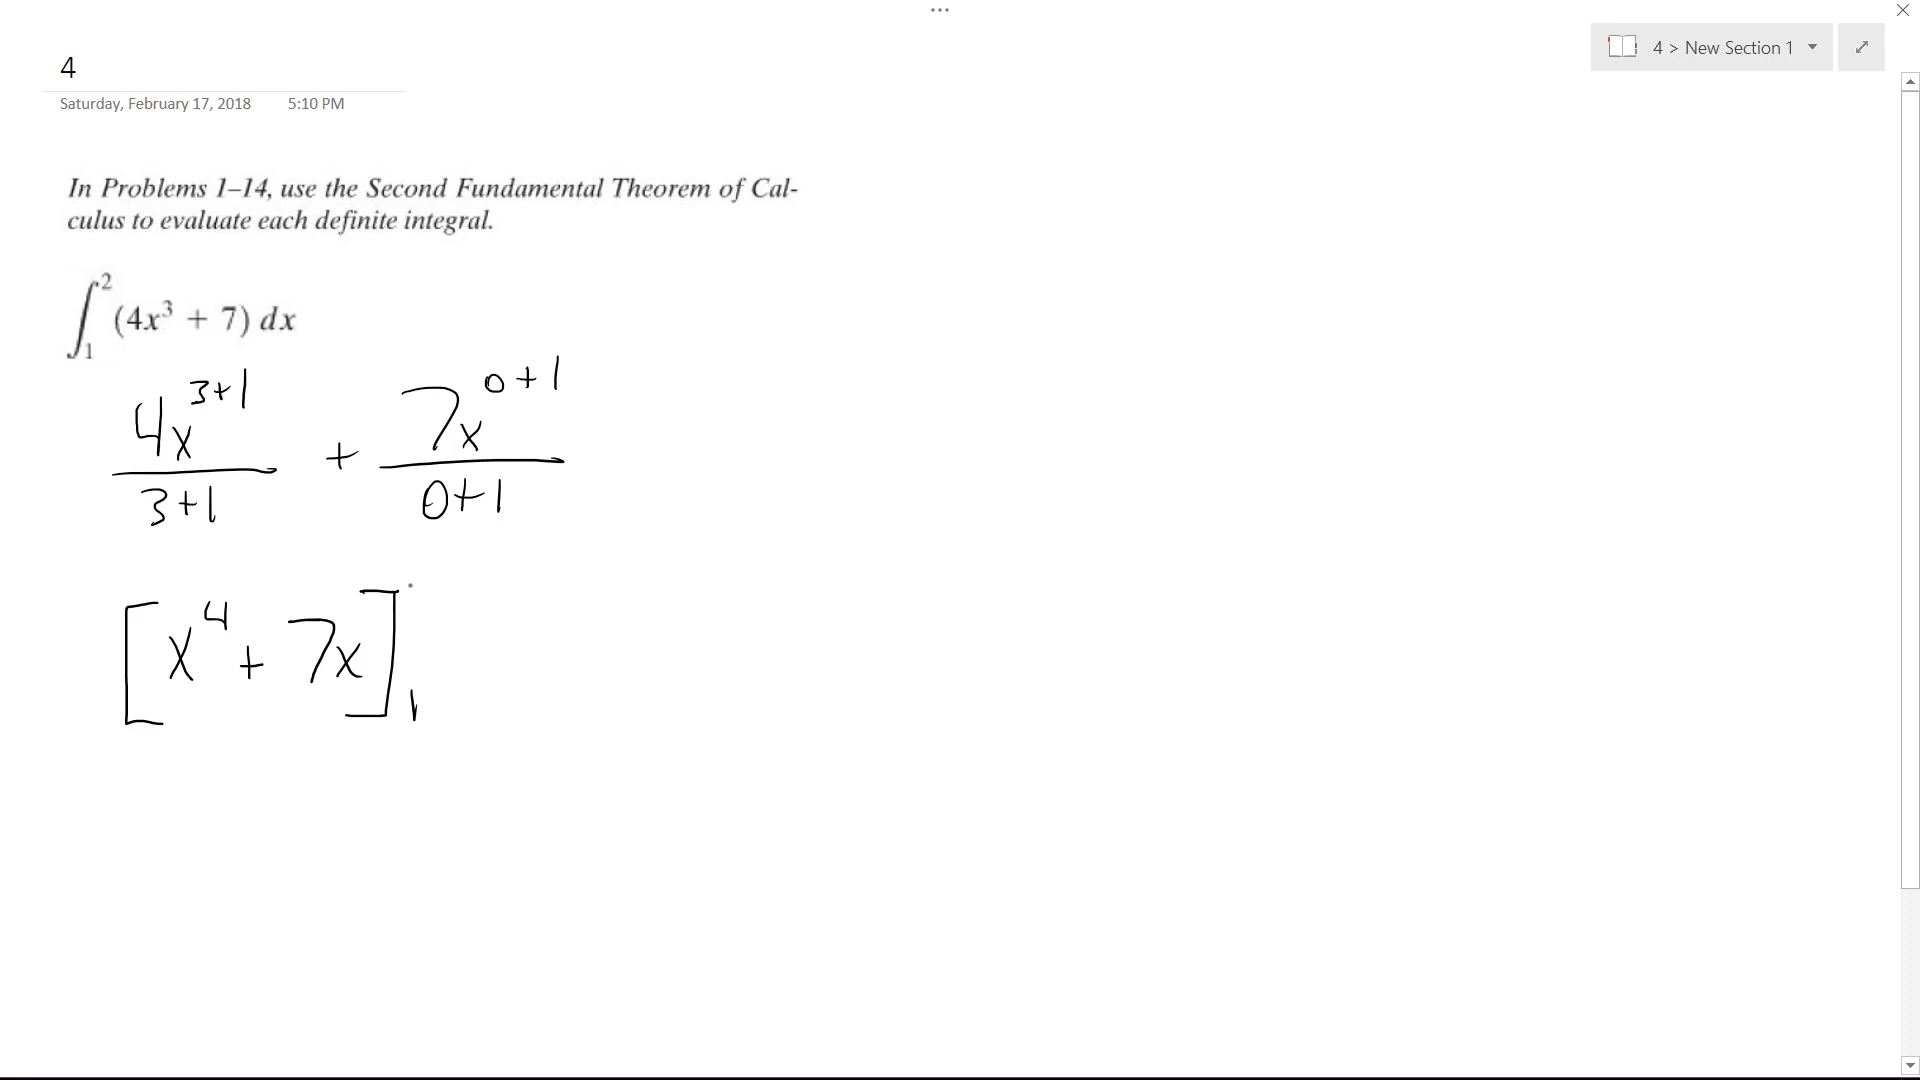 4 > New Section 1
4
Saturday, February 17, 2018 5:10 PM
In Problems 1–14, use the Second Fundamental Theorem of Cal-
culus to evaluate each definite integral.
∫₁² (4x³ + 7) dx
4x^(3+1)/(3+1) + 7x^(0+1)/(0+1)
[x⁴ + 7x]₁